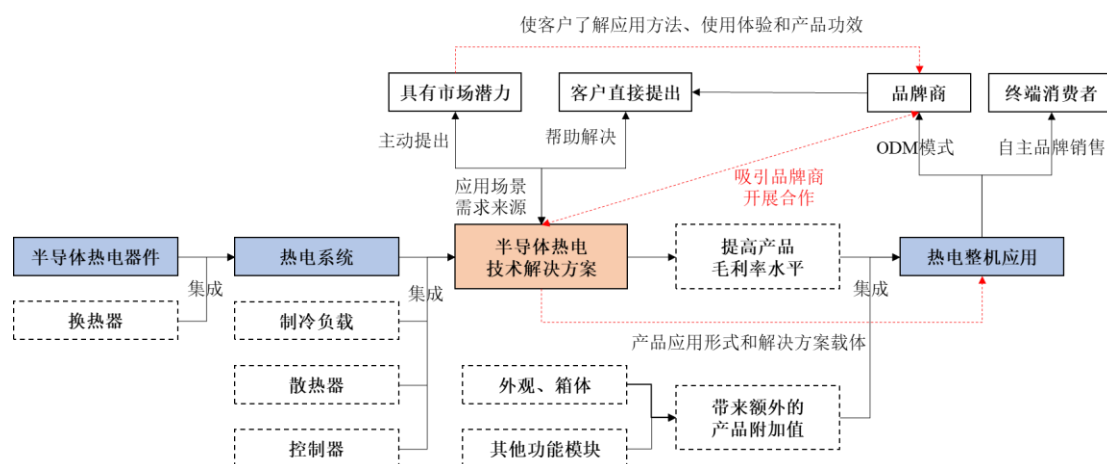 使客户了解应用方法、使用体验和产品功效
具有市场潜力
客户直接提出
品牌商
终端消费者
主动提出
帮助解决
ODM模式
自主品牌销售
应用场景
需求来源
吸引品牌商
开展合作
半导体热电器件
热电系统
半导体热电
技术解决方案
提高产品
毛利率水平
热电整机应用
集成
集成
集成
换热器
制冷负载
产品应用形式和解决方案载体
散热器
外观、箱体
带来额外的
产品附加值
控制器
其他功能模块